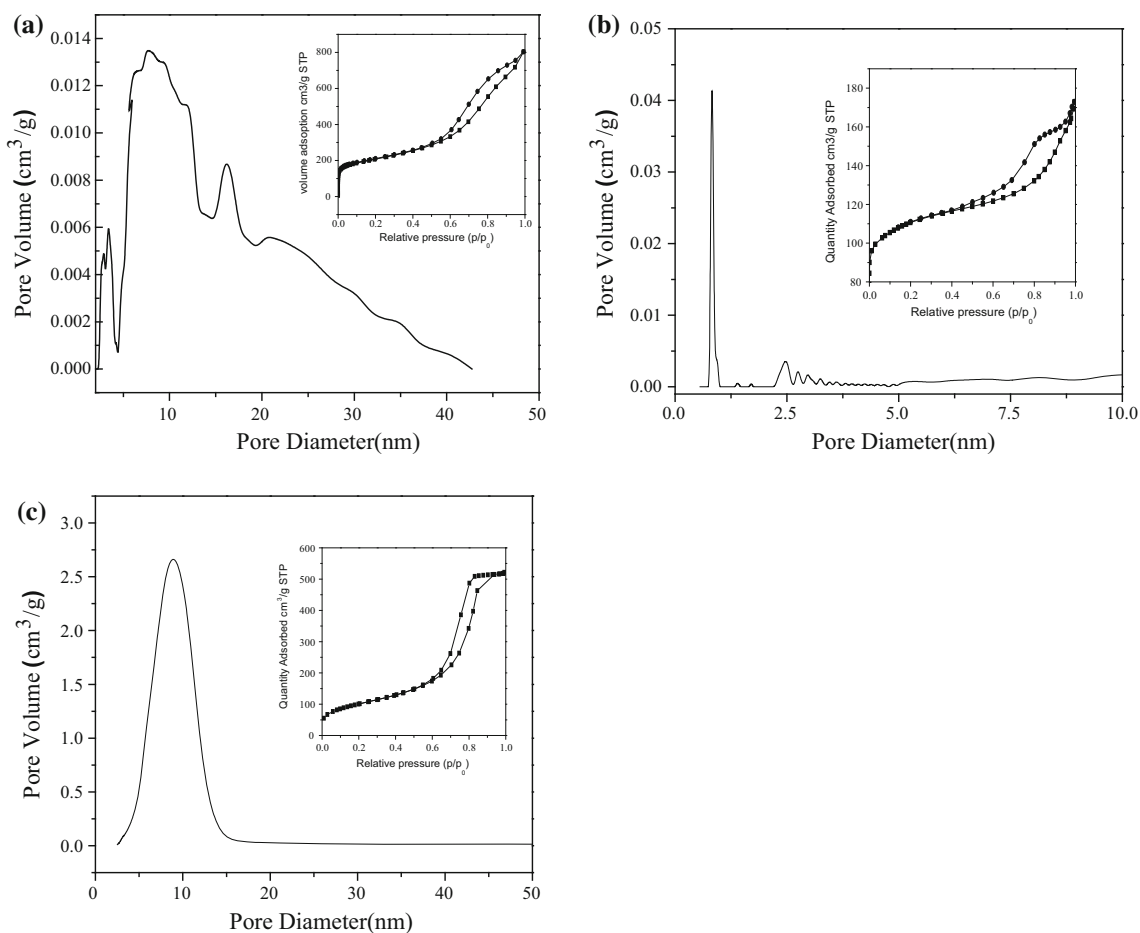 (a)
0.014
0.012
0.010
0.008
0.006
0.004
0.002
0.000
Pore Volume (cm³/g)
10 20 30 40 50
Pore Diameter(nm)
800
600
400
200
0
volume adsoption cm3/g STP
0.0 0.2 0.4 0.6 0.8 1.0
Relative pressure (p/p₀)
(b)
0.05
0.04
0.03
0.02
0.01
0.00
Pore Volume (cm³/g)
0.0 2.5 5.0 7.5 10.0
Pore Diameter(nm)
180
160
140
120
100
80
Quantity Adsorbed cm3/g STP
0.0 0.2 0.4 0.6 0.8 1.0
Relative pressure (p/p₀)
(c)
3.0
2.5
2.0
1.5
1.0
0.5
0.0
Pore Volume (cm³/g)
0 10 20 30 40 50
Pore Diameter(nm)
600
500
400
300
200
100
0
Quantity Adsorbed cm³/g STP
0.0 0.2 0.4 0.6 0.8 1.0
Relative pressure (p/p₀)